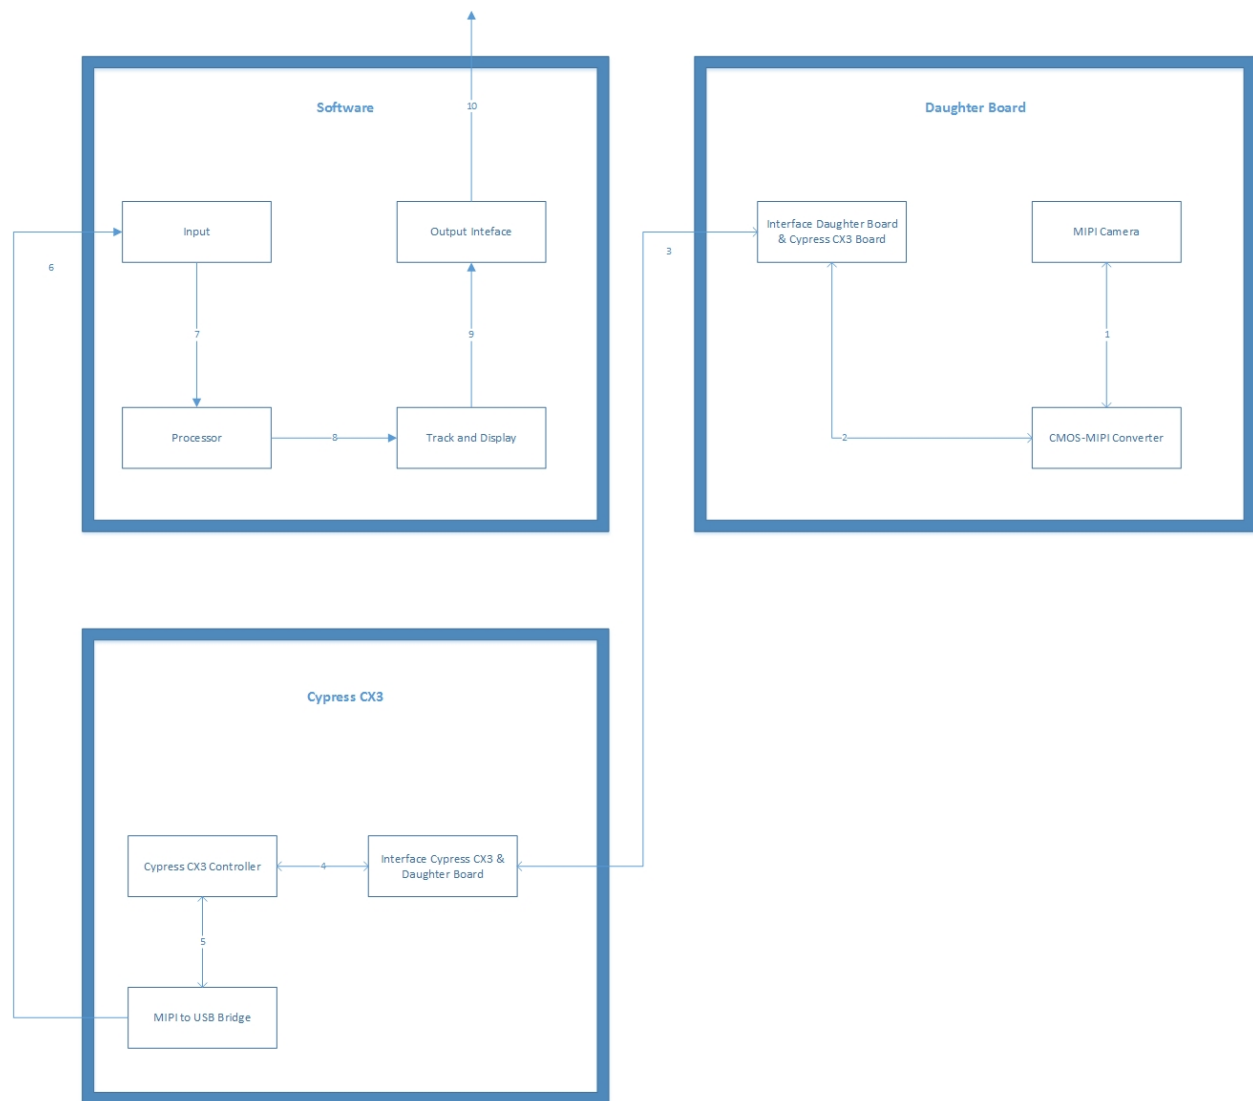 10
Software
Daughter Board
Input
Output Inteface
Interface Daughter Board
& Cypress CX3 Board
MIPI Camera
6
3
7
9
1
Processor
8
Track and Display
2
CMOS-MIPI Converter
Cypress CX3
Cypress CX3 Controller
4
Interface Cypress CX3 &
Daughter Board
5
MIPI to USB Bridge